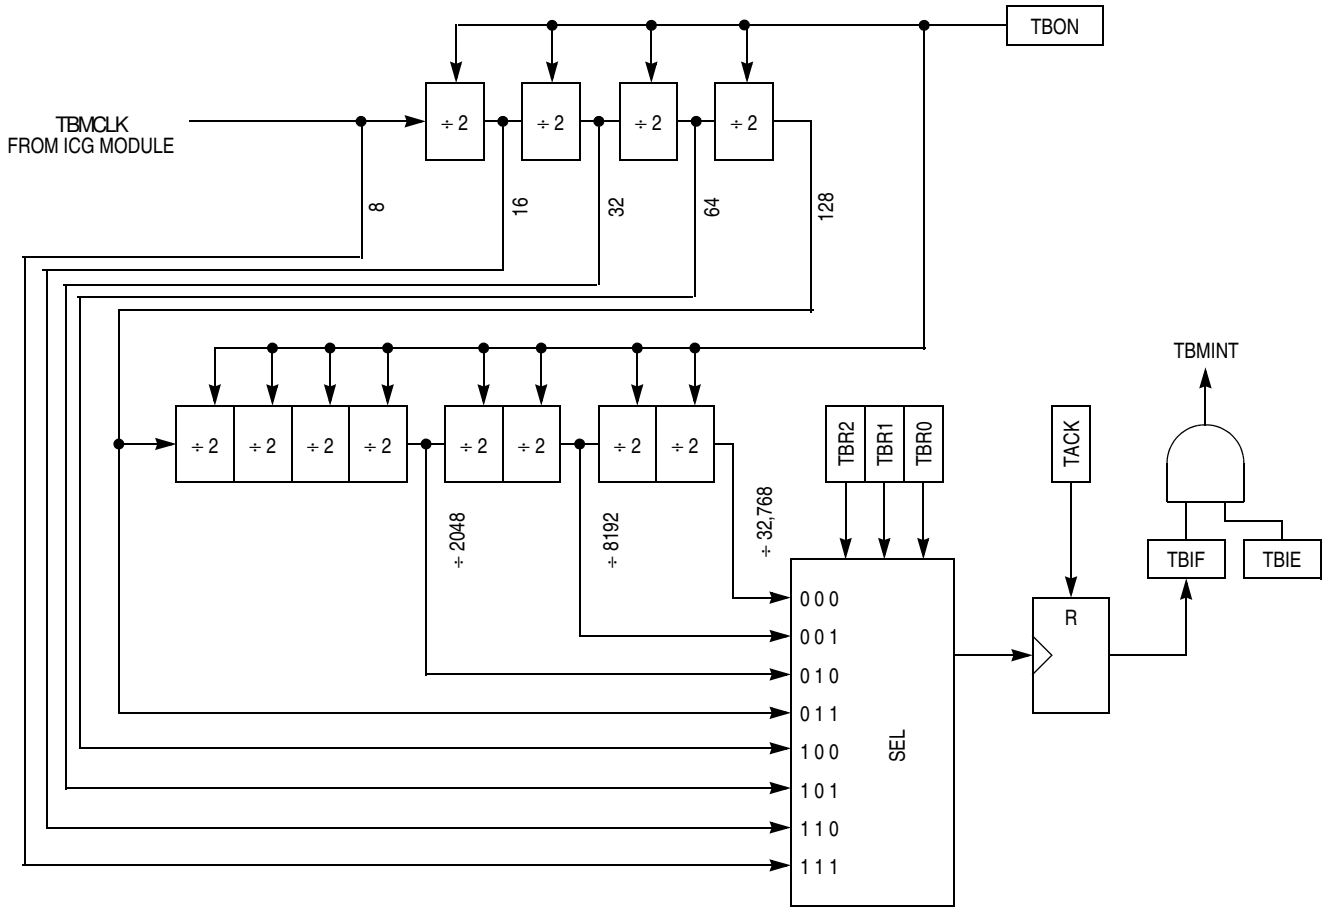 TBON
TBMCLK
FROM ICG MODULE
÷ 2
÷ 2
÷ 2
÷ 2
8
16
32
64
128
TBMINT
÷ 2
÷ 2
÷ 2
÷ 2
÷ 2
÷ 2
÷ 2
÷ 2
TBR2
TBR1
TBR0
TACK
÷ 2048
÷ 8192
÷ 32,768
TBIF
TBIE
R
0 0 0
0 0 1
0 1 0
0 1 1
1 0 0
1 0 1
1 1 0
1 1 1
SEL